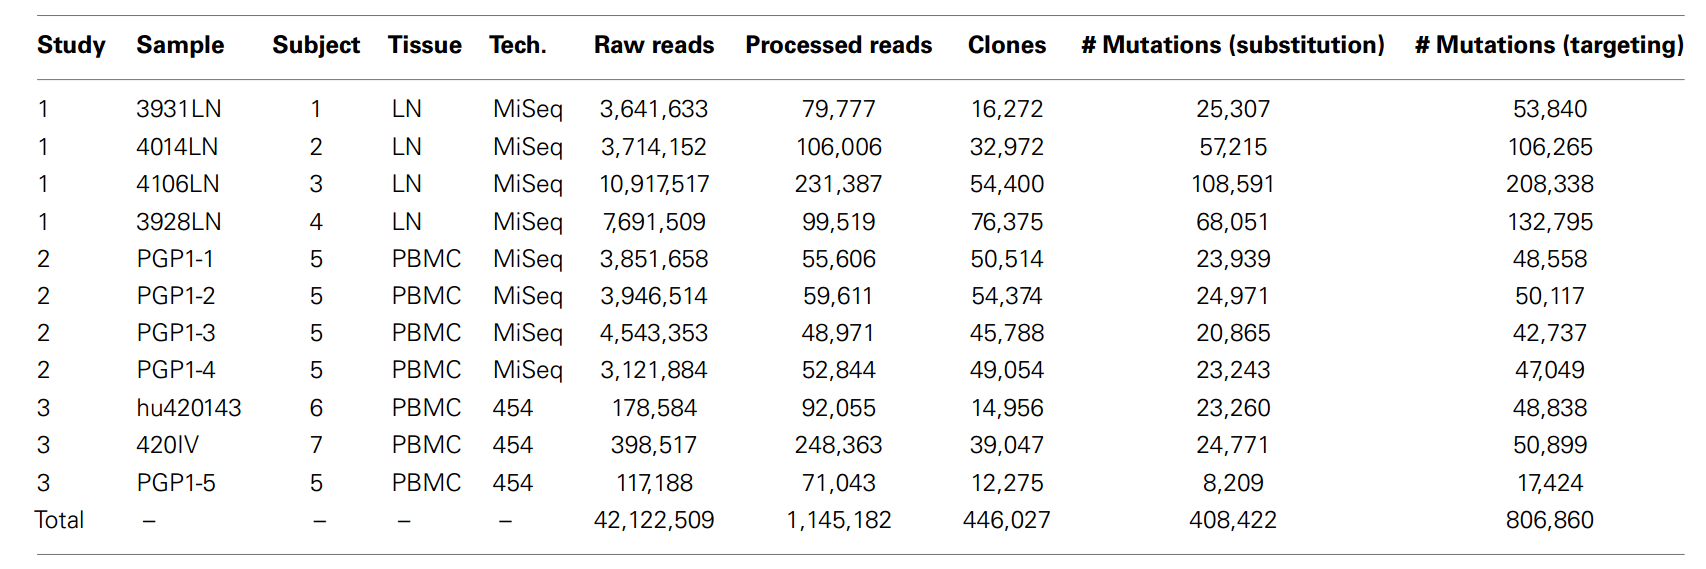 Study Sample Subject Tissue Tech. Raw reads Processed reads Clones # Mutations (substitution) # Mutations (targeting)
1 3931LN 1 LN MiSeq 3,641,633 79,777 16,272 25,307 53,840
1 4014LN 2 LN MiSeq 3,714,152 106,006 32,972 57,215 106,265
1 4106LN 3 LN MiSeq 10,917,517 231,387 54,400 108,591 208,338
1 3928LN 4 LN MiSeq 7,691,509 99,519 76,375 68,051 132,795
2 PGP1-1 5 PBMC MiSeq 3,851,658 55,606 50,514 23,939 48,558
2 PGP1-2 5 PBMC MiSeq 3,946,514 59,611 54,374 24,971 50,117
2 PGP1-3 5 PBMC MiSeq 4,543,353 48,971 45,788 20,865 42,737
2 PGP1-4 5 PBMC MiSeq 3,121,884 52,844 49,054 23,243 47,049
3 hu420143 6 PBMC 454 178,584 92,055 14,956 23,260 48,838
3 420IV 7 PBMC 454 398,517 248,363 39,047 24,771 50,899
3 PGP1-5 5 PBMC 454 117,188 71,043 12,275 8,209 17,424
Total – – – – 42,122,509 1,145,182 446,027 408,422 806,860